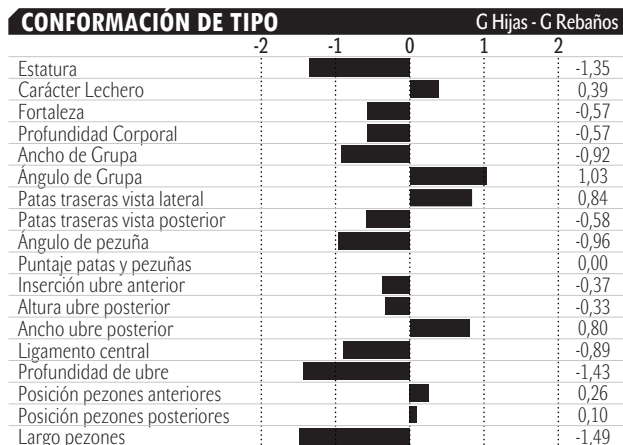 CONFORMACIÓN DE TIPO G Hijas - G Rebaños
-2 -1 0 1 2
Estatura -1,35
Carácter Lechero 0,39
Fortaleza -0,57
Profundidad Corporal -0,57
Ancho de Grupa -0,92
Ángulo de Grupa 1,03
Patas traseras vista lateral 0,84
Patas traseras vista posterior -0,58
Ángulo de pezuña -0,96
Puntaje patas y pezuñas 0,00
Inserción ubre anterior -0,37
Altura ubre posterior -0,33
Ancho ubre posterior 0,80
Ligamento central -0,89
Profundidad de ubre -1,43
Posición pezones anteriores 0,26
Posición pezones posteriores 0,10
Largo pezones -1,49